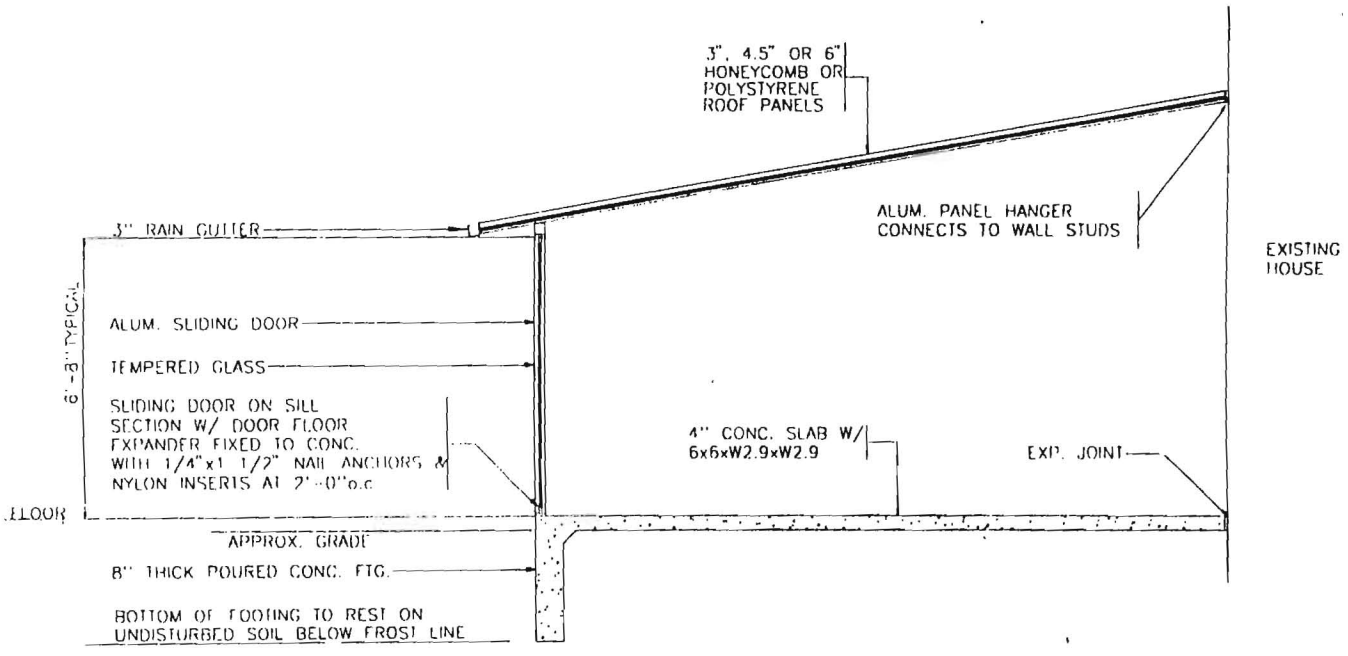 3", 4.5" OR 6"
HONEYCOMB OR
POLYSTYRENE
ROOF PANELS
3" RAIN GUTTER
ALUM. PANEL HANGER
CONNECTS TO WALL STUDS
EXISTING
HOUSE
6'-8" TYPICAL
ALUM. SLIDING DOOR
TEMPERED GLASS
SLIDING DOOR ON SILL
SECTION W/ DOOR FLOOR
EXPANDER FIXED TO CONC.
WITH 1/4"x1 1/2" NAIL ANCHORS &
NYLON INSERTS AT 2'-0"o.c
4" CONC. SLAB W/
6x6xW2.9xW2.9
EXP. JOINT
FLOOR
APPROX. GRADE
8" THICK POURED CONC. FTG.
BOTTOM OF FOOTING TO REST ON
UNDISTURBED SOIL BELOW FROST LINE